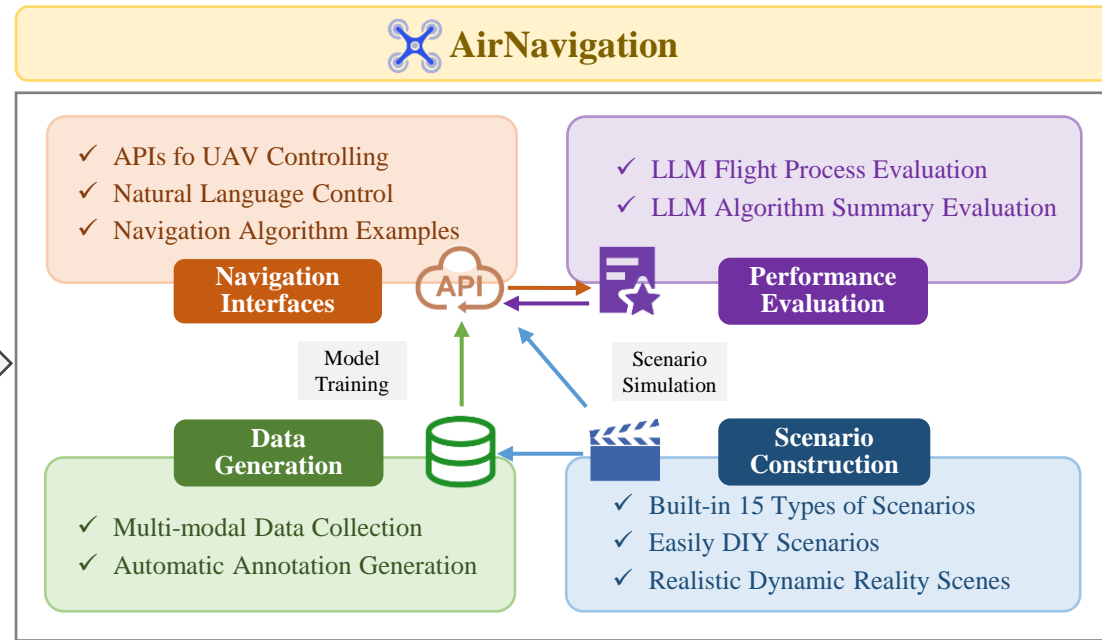 AirNavigation
✓ APIs fo UAV Controlling
✓ Natural Language Control
✓ Navigation Algorithm Examples
Navigation
Interfaces
API
✓ LLM Flight Process Evaluation
✓ LLM Algorithm Summary Evaluation
Performance
Evaluation
Model
Training
Scenario
Simulation
Data
Generation
✓ Multi-modal Data Collection
✓ Automatic Annotation Generation
Scenario
Construction
✓ Built-in 15 Types of Scenarios
✓ Easily DIY Scenarios
✓ Realistic Dynamic Reality Scenes